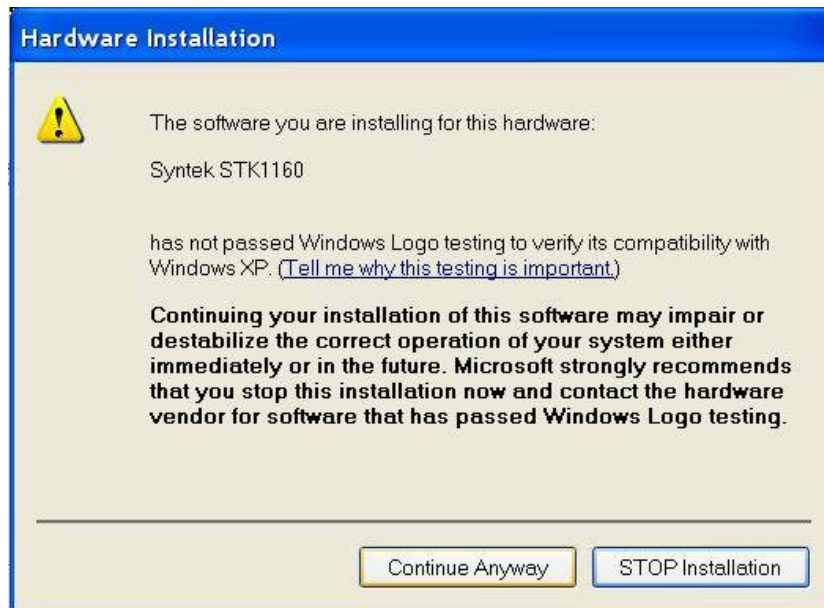 Hardware Installation
The software you are installing for this hardware:
Syntek STK1160
has not passed Windows Logo testing to verify its compatibility with
Windows XP. (Tell me why this testing is important.)
Continuing your installation of this software may impair or
destabilize the correct operation of your system either
immediately or in the future. Microsoft strongly recommends
that you stop this installation now and contact the hardware
vendor for software that has passed Windows Logo testing.
Continue Anyway
STOP Installation